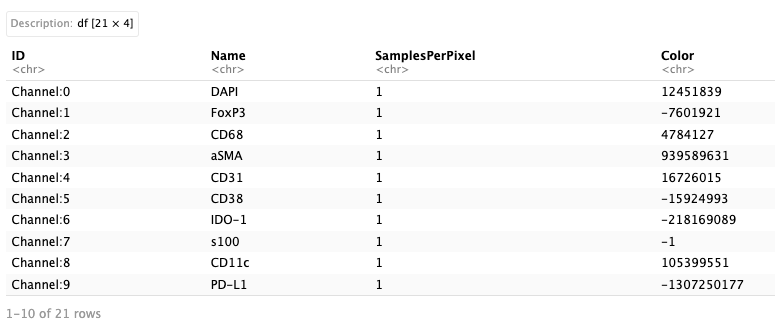 Description: df [21 × 4]
ID Name SamplesPerPixel Color
<chr> <chr> <chr> <chr>
Channel:0 DAPI 1 12451839
Channel:1 FoxP3 1 -7601921
Channel:2 CD68 1 4784127
Channel:3 aSMA 1 939589631
Channel:4 CD31 1 16726015
Channel:5 CD38 1 -15924993
Channel:6 IDO-1 1 -218169089
Channel:7 s100 1 -1
Channel:8 CD11c 1 105399551
Channel:9 PD-L1 1 -1307250177
1-10 of 21 rows